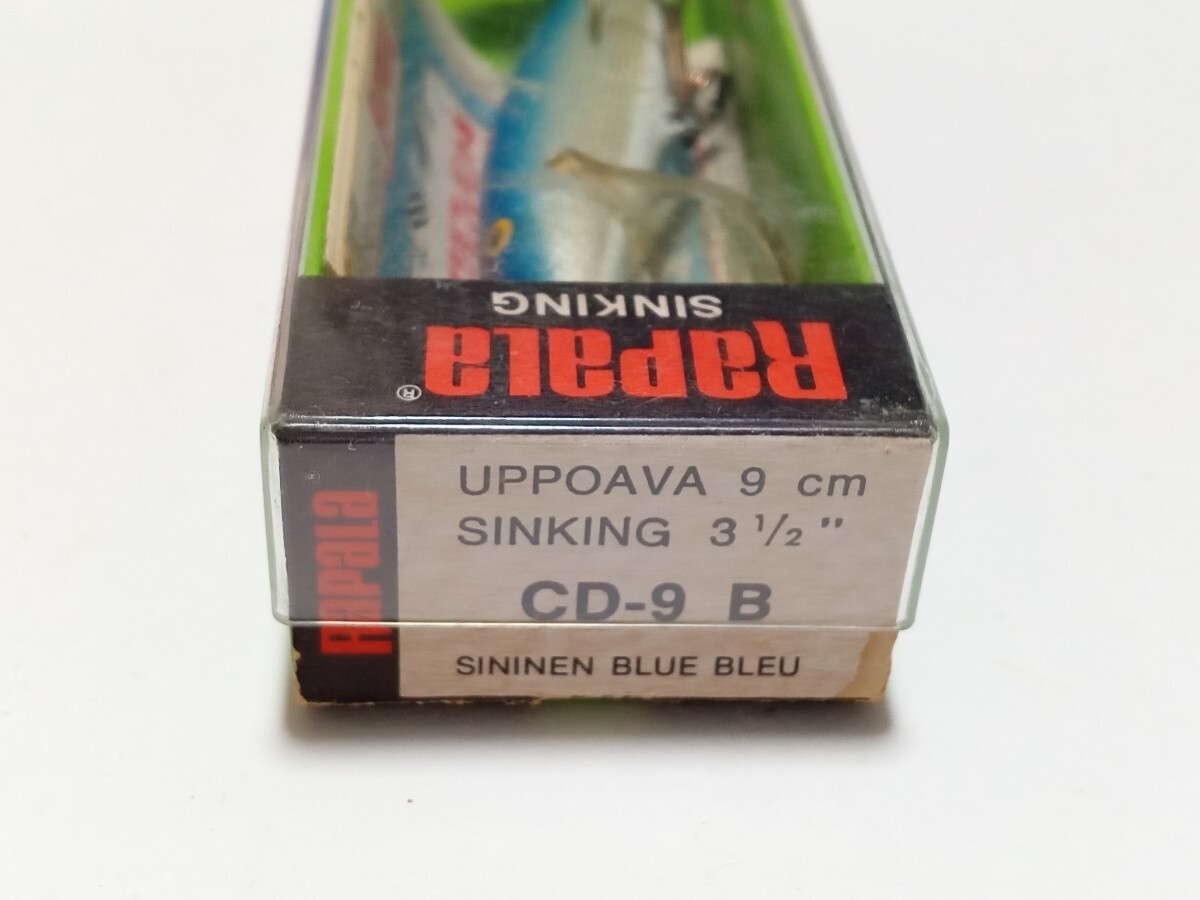 SINKING
RAPALA®
RAPALA
UPPOAVA 9 cm
SINKING 3 1/2"
CD-9 B
SININEN BLUE BLEU